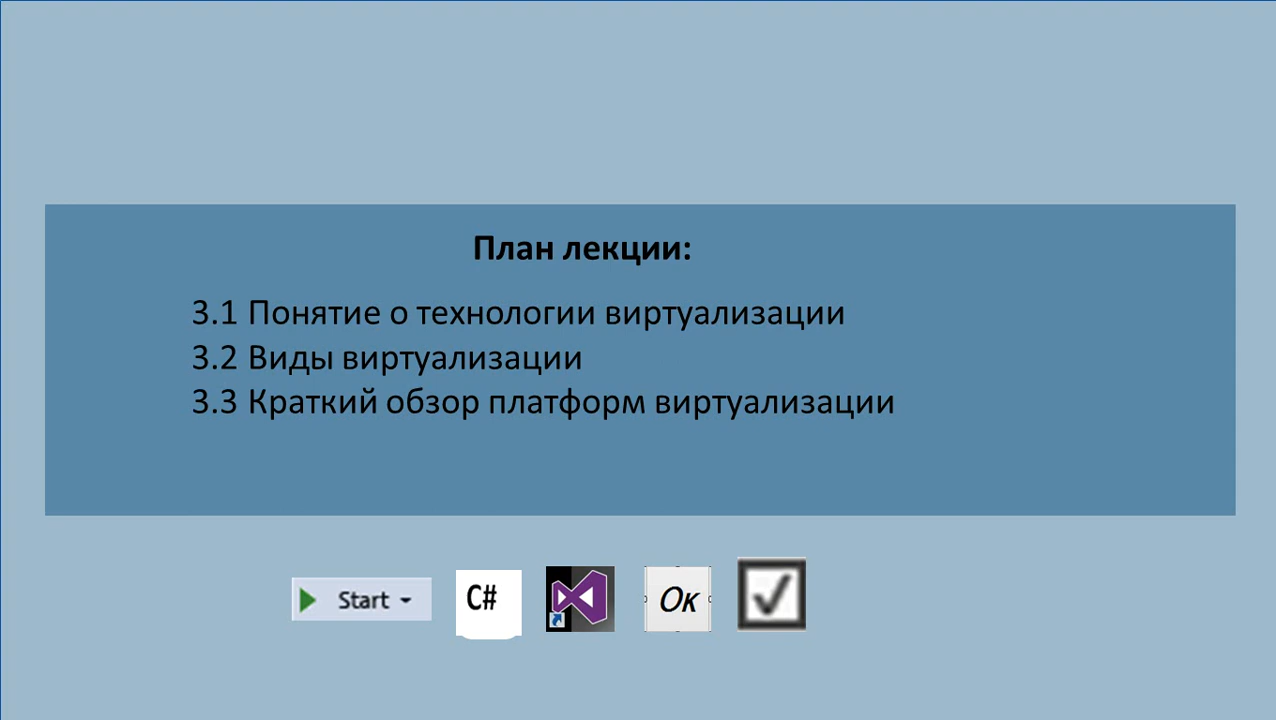 План лекции:
3.1 Понятие о технологии виртуализации
3.2 Виды виртуализации
3.3 Краткий обзор платформ виртуализации
Start
C#
Ок